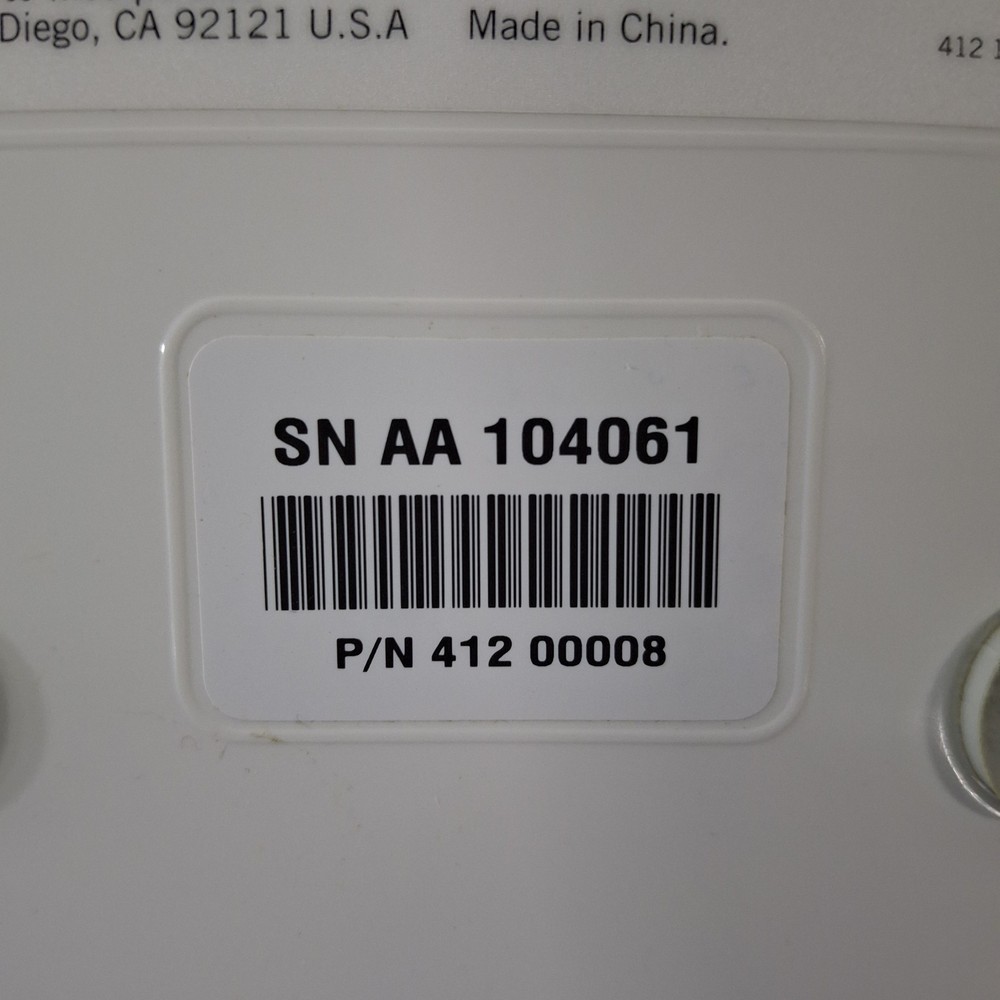 Diego, CA 92121 U.S.A Made in China.
412
SN AA 104061
P/N 412 00008